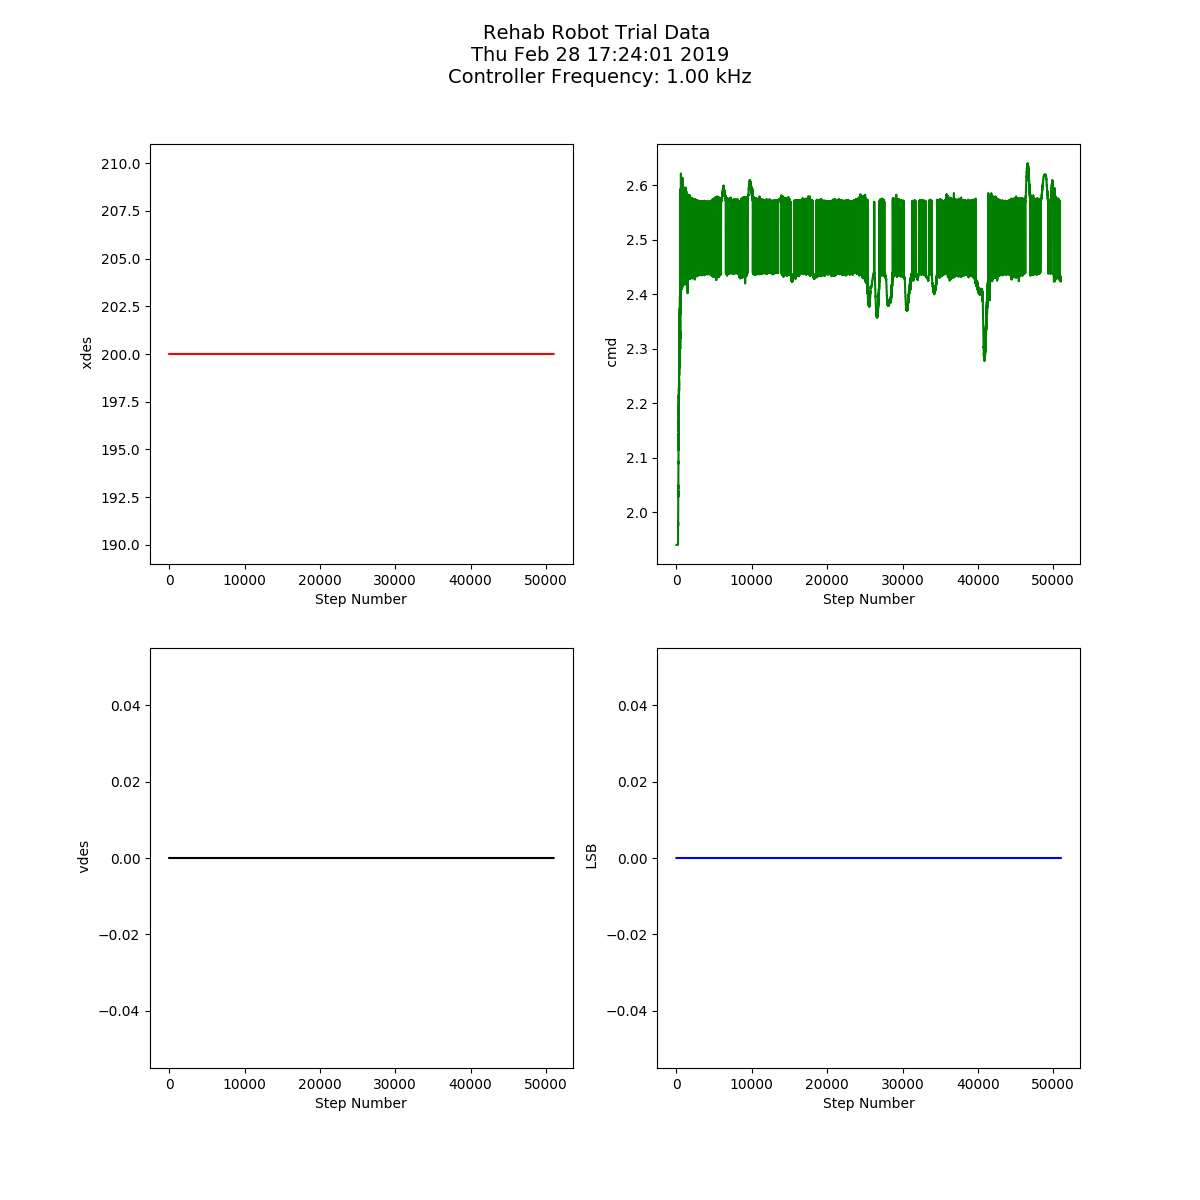 Rehab Robot Trial Data
Thu Feb 28 17:24:01 2019
Controller Frequency: 1.00 kHz
210.0
207.5
205.0
202.5
200.0
197.5
195.0
192.5
190.0
xdes
0 10000 20000 30000 40000 50000
Step Number
2.6
2.5
2.4
2.3
2.2
2.1
2.0
cmd
0 10000 20000 30000 40000 50000
Step Number
0.04
0.02
0.00
−0.02
−0.04
vdes
0 10000 20000 30000 40000 50000
Step Number
0.04
0.02
0.00
−0.02
−0.04
LSB
0 10000 20000 30000 40000 50000
Step Number